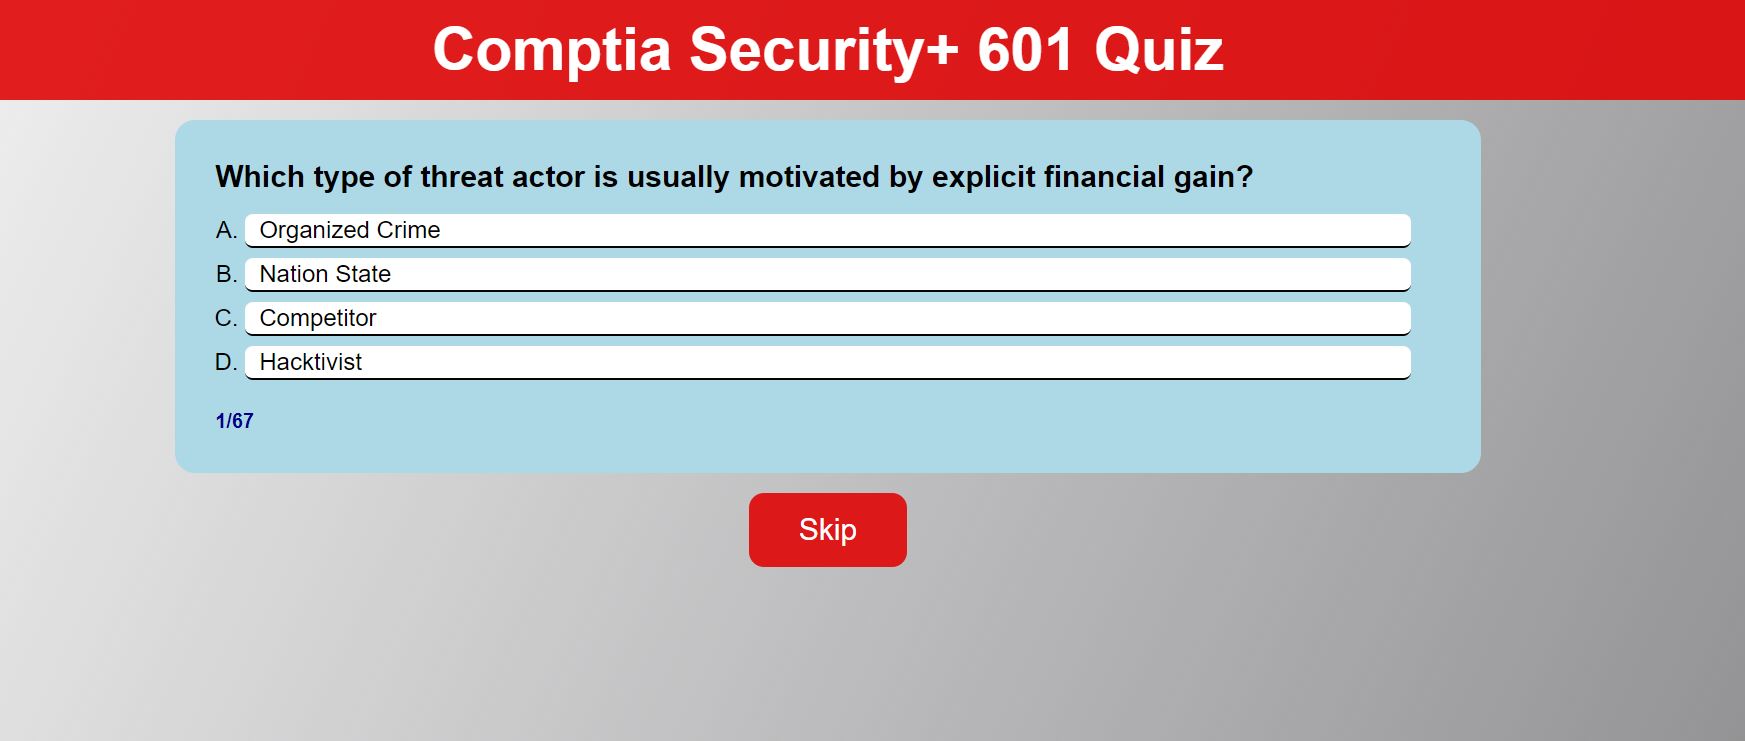 Comptia Security+ 601 Quiz
Which type of threat actor is usually motivated by explicit financial gain?
A. Organized Crime
B. Nation State
C. Competitor
D. Hacktivist
1/67
Skip